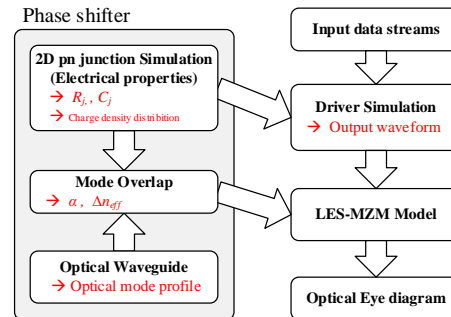 Phase shifter
2D pn junction Simulation
(Electrical properties)
→ Rj,, Cj
→ Charge density distribition
Mode Overlap
→ α , Δneff
Optical Waveguide
→ Optical mode profile
Input data streams
Driver Simulation
→ Output waveform
LES-MZM Model
Optical Eye diagram